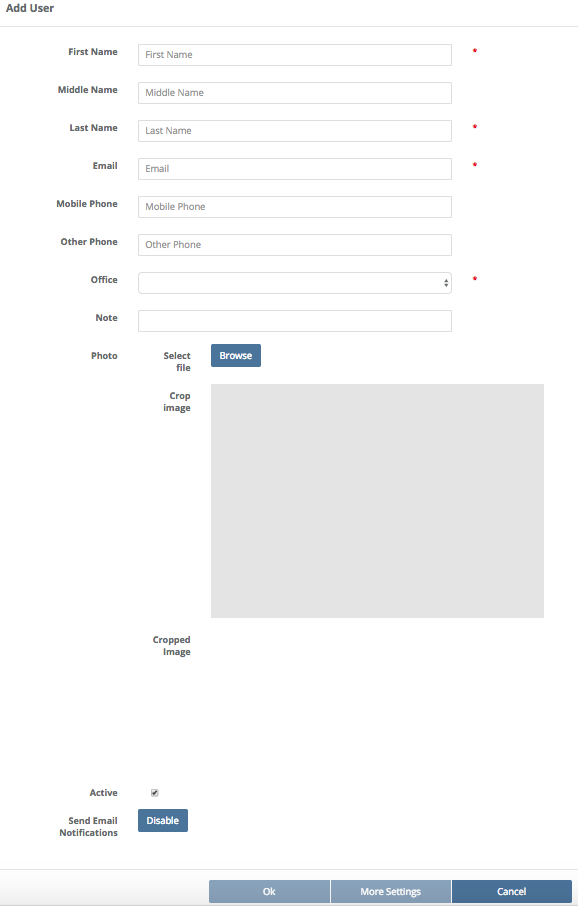 Add User
First Name
First Name
*
Middle Name
Middle Name
Last Name
Last Name
*
Email
Email
*
Mobile Phone
Mobile Phone
Other Phone
Other Phone
Office
*
Note
Photo
Select
file
Browse
Crop
image
Cropped
Image
Active
Send Email
Notifications
Disable
Ok
More Settings
Cancel